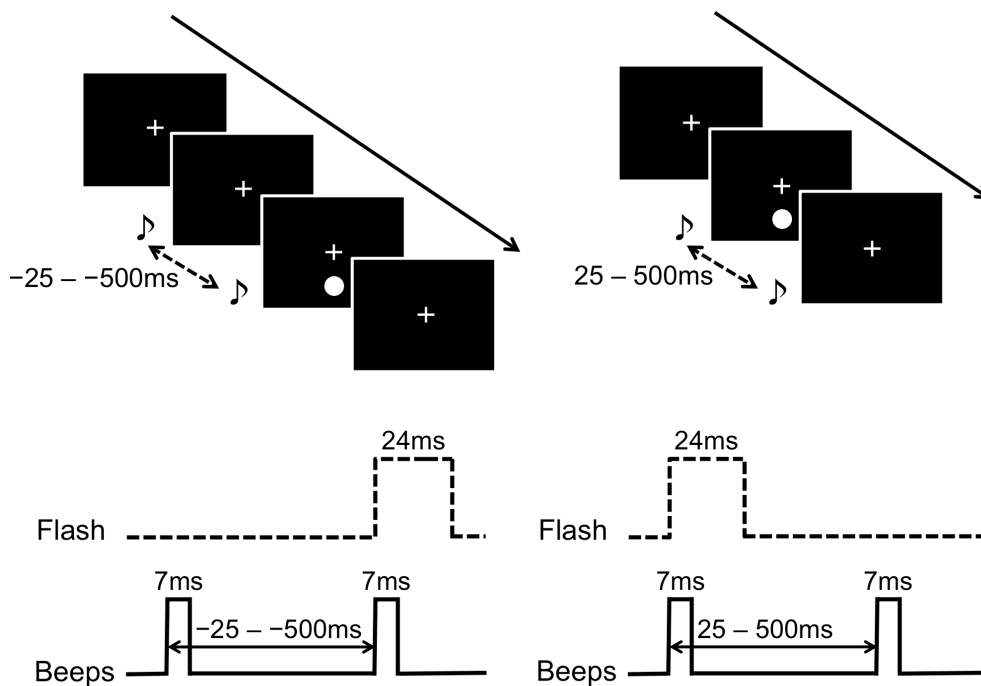 −25 – −500ms
25 – 500ms
24ms
24ms
Flash
Flash
7ms
7ms
7ms
7ms
−25 – −500ms
25 – 500ms
Beeps
Beeps